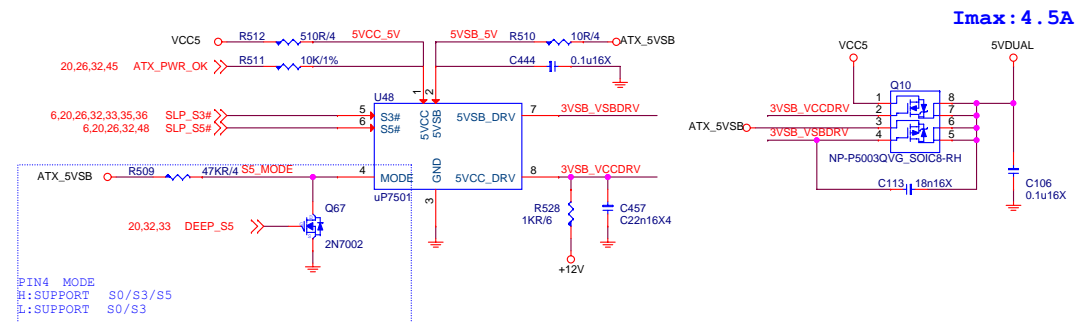 Imax:4.5A
VCC5 R512 510R/4 5VCC_5V 5VSB_5V R510 10R/4 ATX_5VSB
20,26,32,45 ATX_PWR_OK R511 10K/1% C444 0.1u16X
VCC5 5VDUAL
1 2
U48
Q10
6,20,26,32,33,35,36 SLP_S3# 5 S3# 5VCC 5VSB 5VSB_DRV 7 3VSB_VSBDRV
6,20,26,32,48 SLP_S5# 6 S5#
3VSB_VCCDRV 1 8
2 7
ATX_5VSB 3 6
3VSB_VSBDRV 4 5
NP-P5003QVG_SOIC8-RH
ATX_5VSB R509 47KR/4 S5_MODE 4 MODE GND 5VCC_DRV 8 3VSB_VCCDRV
uP7501
3
C113 18n16X
C106
0.1u16X
Q67
20,32,33 DEEP_S5
2N7002
R528
1KR/6
C457
C22n16X4
+12V
PIN4 MODE
H:SUPPORT S0/S3/S5
L:SUPPORT S0/S3